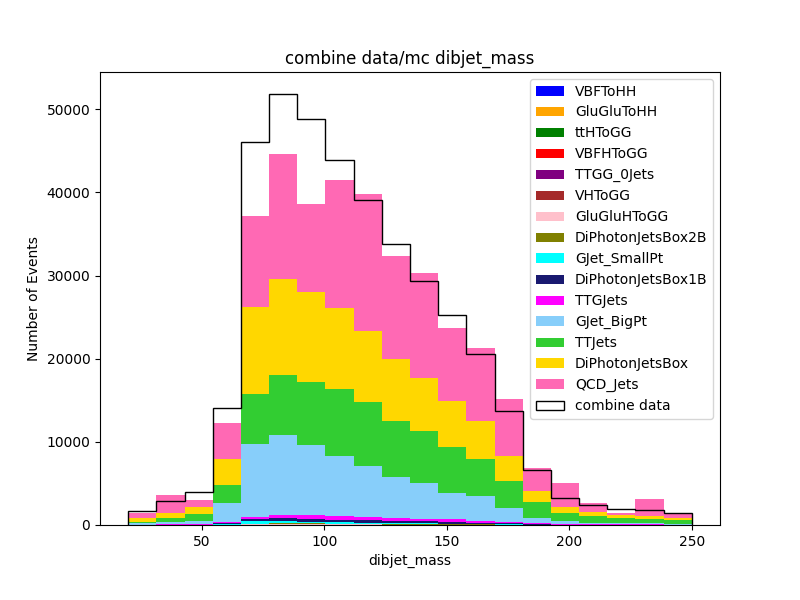 combine data/mc dibjet_mass
50000
40000
30000
20000
10000
0
Number of Events
50
100
150
200
250
dibjet_mass
VBFToHH
GluGluToHH
ttHToGG
VBFHToGG
TTGG_0Jets
VHToGG
GluGluHToGG
DiPhotonJetsBox2B
GJet_SmallPt
DiPhotonJetsBox1B
TTGJets
GJet_BigPt
TTJets
DiPhotonJetsBox
QCD_Jets
combine data